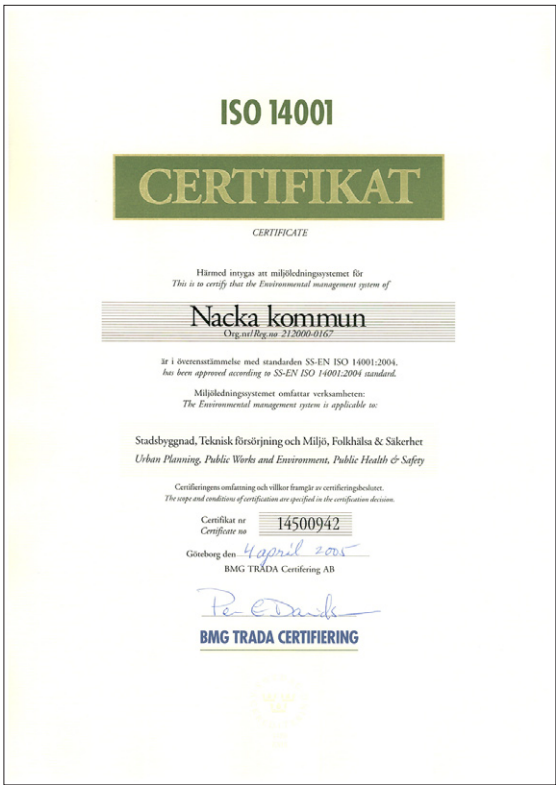 ISO 14001
CERTIFIKAT
CERTIFICATE
Härmed intygas att miljöledningssystemet för
This is to certify that the Environmental management system of
Nacka kommun
Org.nr/Reg.no 212000-0167
är i överensstämmelse med standarden SS-EN ISO 14001:2004.
has been approved according to SS-EN ISO 14001:2004 standard.
Miljöledningssystemet omfattar verksamheten:
The Environmental management system is applicable to:
Stadsbyggnad, Teknisk försörjning och Miljö, Folkhälsa & Säkerhet
Urban Planning, Public Works and Environment, Public Health & Safety
Certifieringens omfattning och villkor framgår av certifieringsbeslutet.
The scope and conditions of certification are specified in the certification decision.
Certifikat nr
Certificate no
14500942
Göteborg den 4 april 2005
BMG TRADA Certifering AB
BMG TRADA CERTIFIERING